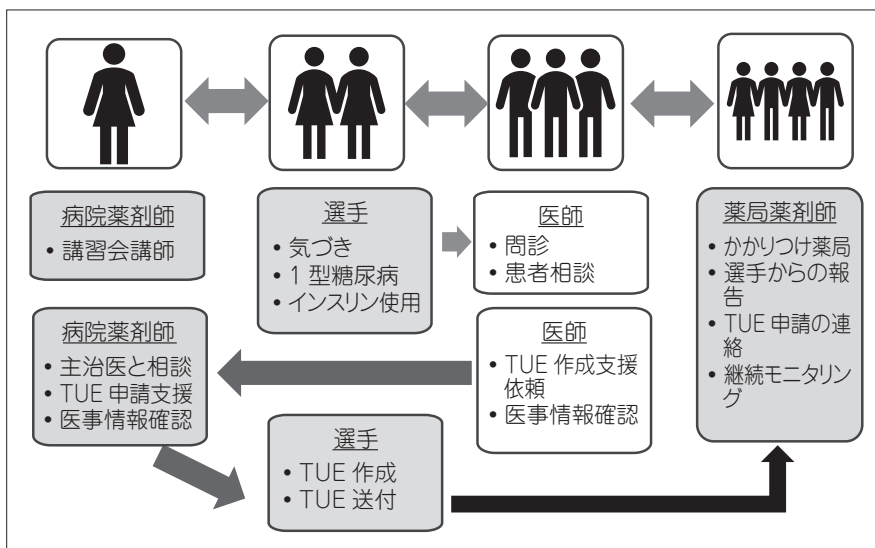 病院薬剤師
• 講習会講師
選手
• 気づき
• 1 型糖尿病
• インスリン使用
医師
• 問診
• 患者相談
薬局薬剤師
• かかりつけ薬局
• 選手からの報
告
• TUE 申請の連
絡
• 継続モニタリン
グ
病院薬剤師
• 主治医と相談
• TUE 申請支援
• 医事情報確認
医師
• TUE 作成支援
依頼
• 医事情報確認
選手
• TUE 作成
• TUE 送付